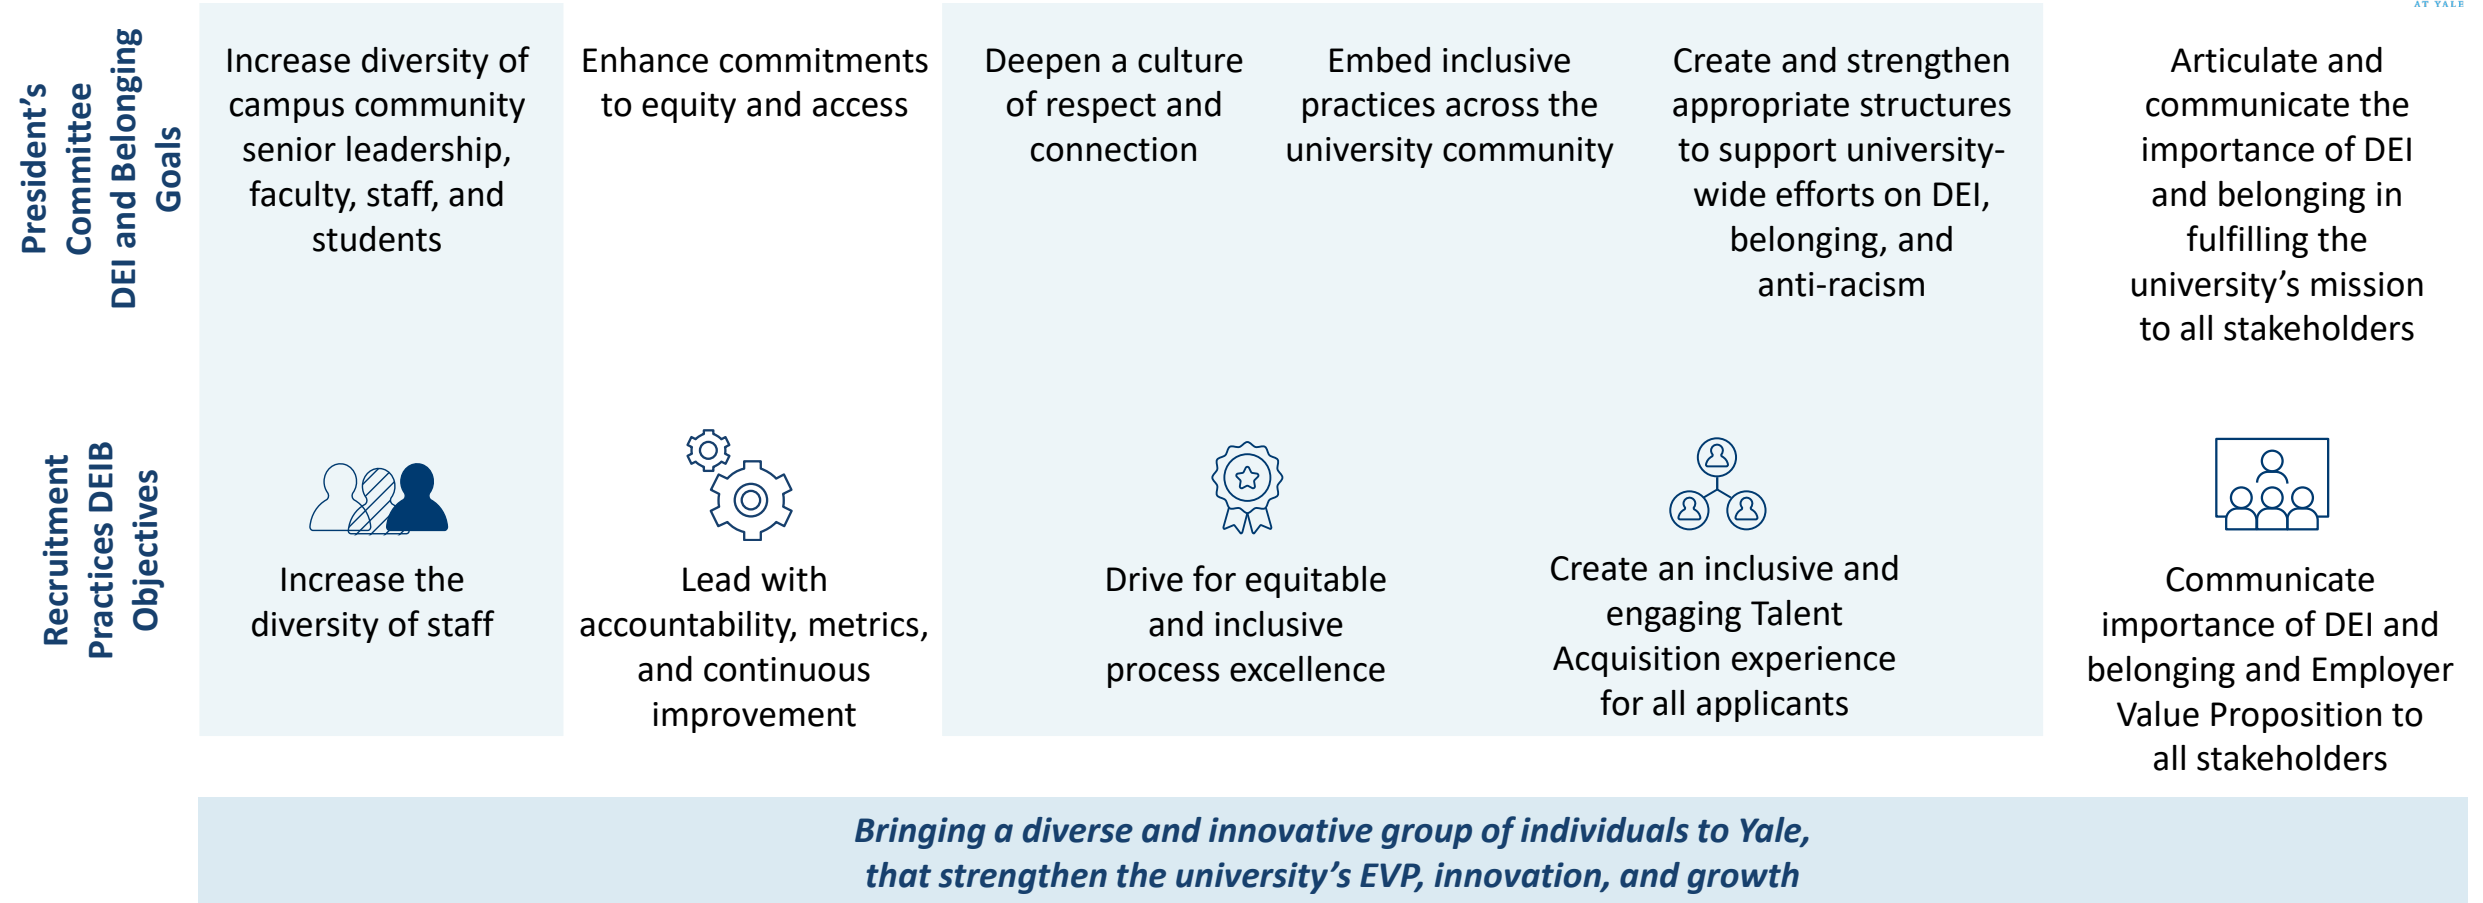 AT YALE
President's
Committee
DEI and Belonging
Goals
Increase diversity of
campus community
senior leadership,
faculty, staff, and
students
Enhance commitments
to equity and access
Deepen a culture
of respect and
connection
Embed inclusive
practices across the
university community
Create and strengthen
appropriate structures
to support university-
wide efforts on DEI,
belonging, and
anti-racism
Articulate and
communicate the
importance of DEI
and belonging in
fulfilling the
university’s mission
to all stakeholders
Recruitment
Practices DEIB
Objectives
Increase the
diversity of staff
Lead with
accountability, metrics,
and continuous
improvement
Drive for equitable
and inclusive
process excellence
Create an inclusive and
engaging Talent
Acquisition experience
for all applicants
Communicate
importance of DEI and
belonging and Employer
Value Proposition to
all stakeholders
Bringing a diverse and innovative group of individuals to Yale,
that strengthen the university’s EVP, innovation, and growth